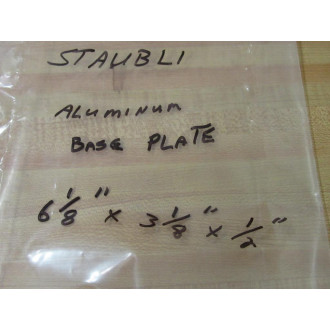 STAUBLI
ALUMINUM
BASE PLATE
6 1/8" x 3 1/8" x 1/2"